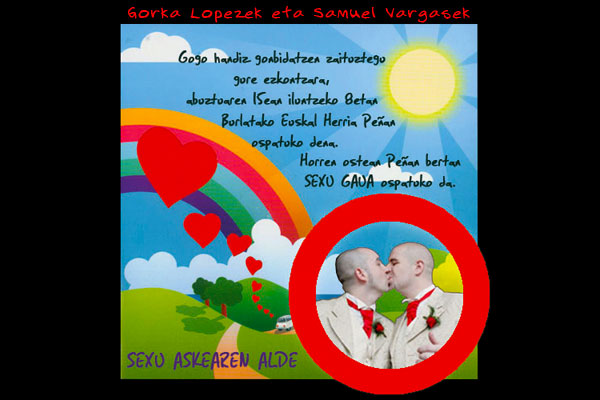 Gorka Lopezek eta Samuel Vargasek
Gogo handiz gonbidatzen zaituztego
gure ezkontzara,
abuztuaren 15ean iluntzeko 8etan
Burlatako Euskal Herria Peñan
ospatuko dena.
Horren ostean Peñan bertan
SEXU GAUA ospatuko da.
SEXU ASKEAREN ALDE